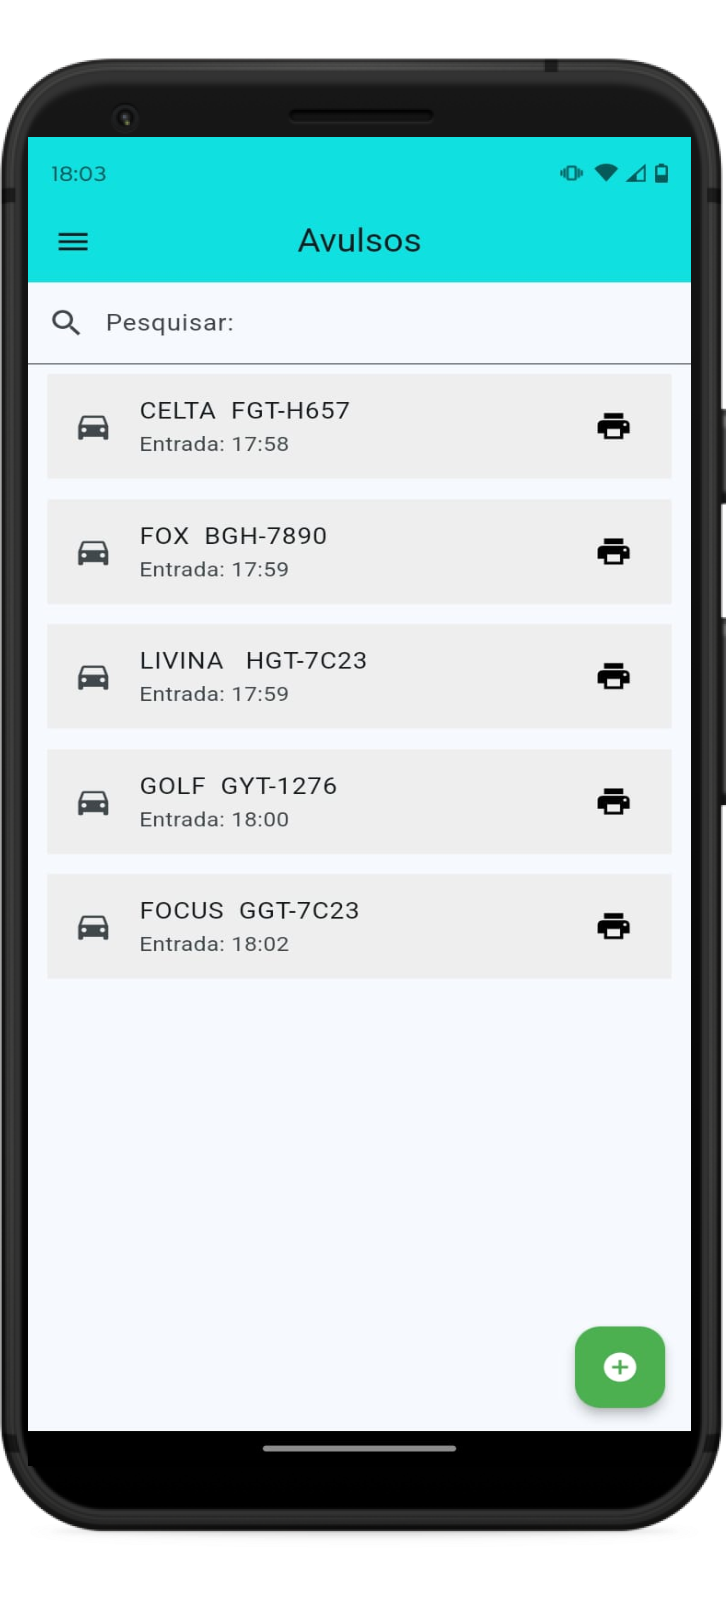 18:03
Avulsos
Pesquisar:
CELTA FGT-H657
Entrada: 17:58
FOX BGH-7890
Entrada: 17:59
LIVINA HGT-7C23
Entrada: 17:59
GOLF GYT-1276
Entrada: 18:00
FOCUS GGT-7C23
Entrada: 18:02